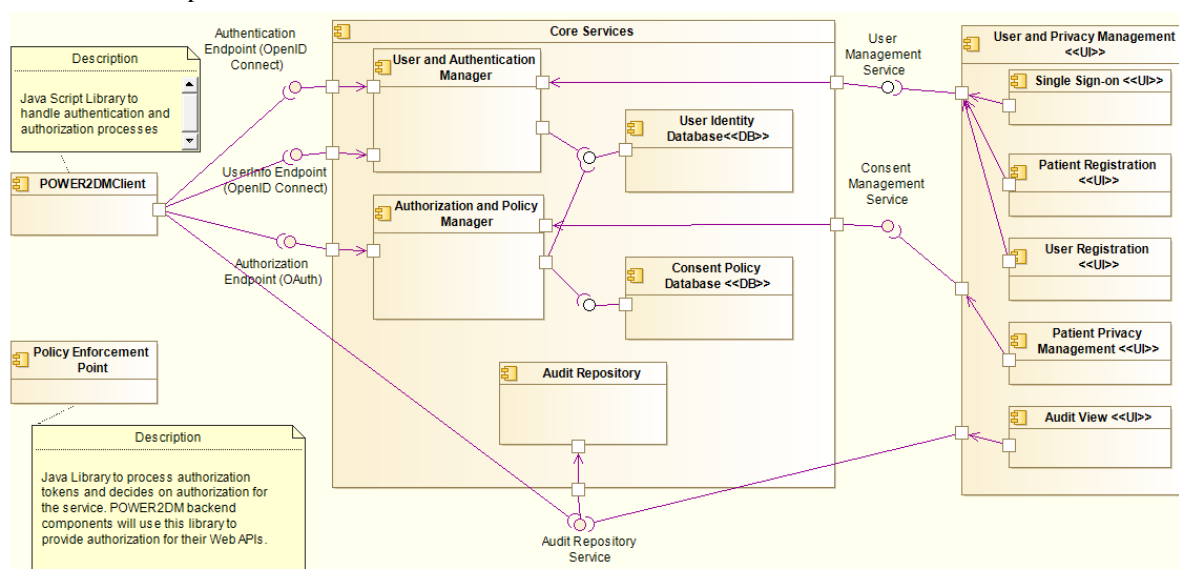 Authentication
Endpoint (OpenID
Connect)
Core Services
User
Management
Service
User and Privacy Management
<<UI>>
Description
Java Script Library to
handle authentication and
authorization processes
User and Authentication
Manager
Single Sign-on <<UI>>
User Identity
Database<<DB>>
UserInfo Endpoint
(OpenID Connect)
Patient Registration
<<UI>>
Consent
Management
Service
POWER2DMClient
Authorization and Policy
Manager
User Registration
<<UI>>
Authorization
Endpoint (OAuth)
Consent Policy
Database <<DB>>
Patient Privacy
Management <<UI>>
Policy Enforcement
Point
Audit Repository
Audit View <<UI>>
Description
Java Library to process authorization
tokens and decides on authorization for
the service. POWER2DM backend
components will use this library to
provide authorization for their Web APIs.
Audit Repository
Service